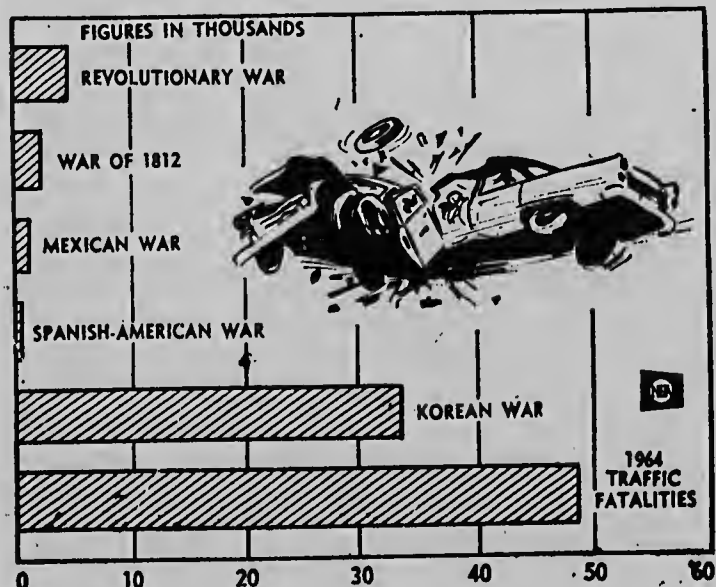 FIGURES IN THOUSANDS
REVOLUTIONARY WAR
WAR OF 1812
MEXICAN WAR
SPANISH-AMERICAN WAR
KOREAN WAR
NEA
1964
TRAFFIC
FATALITIES
0 10 20 30 40 50 60